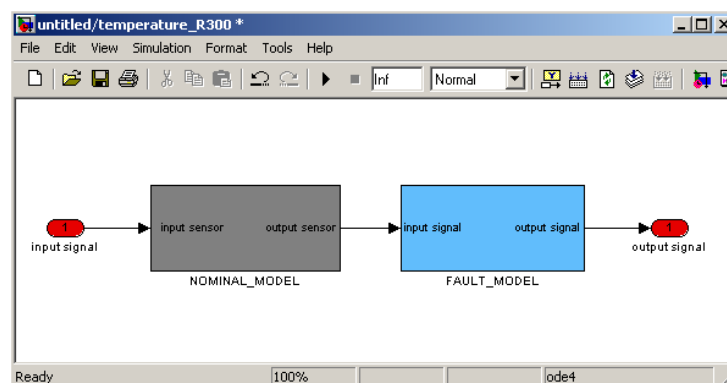 untitled/temperature_R300 *
File Edit View Simulation Format Tools Help
Inf Normal
1 input sensor output sensor input signal output signal 1
input signal output signal
NOMINAL_MODEL FAULT_MODEL
Ready 100% ode4